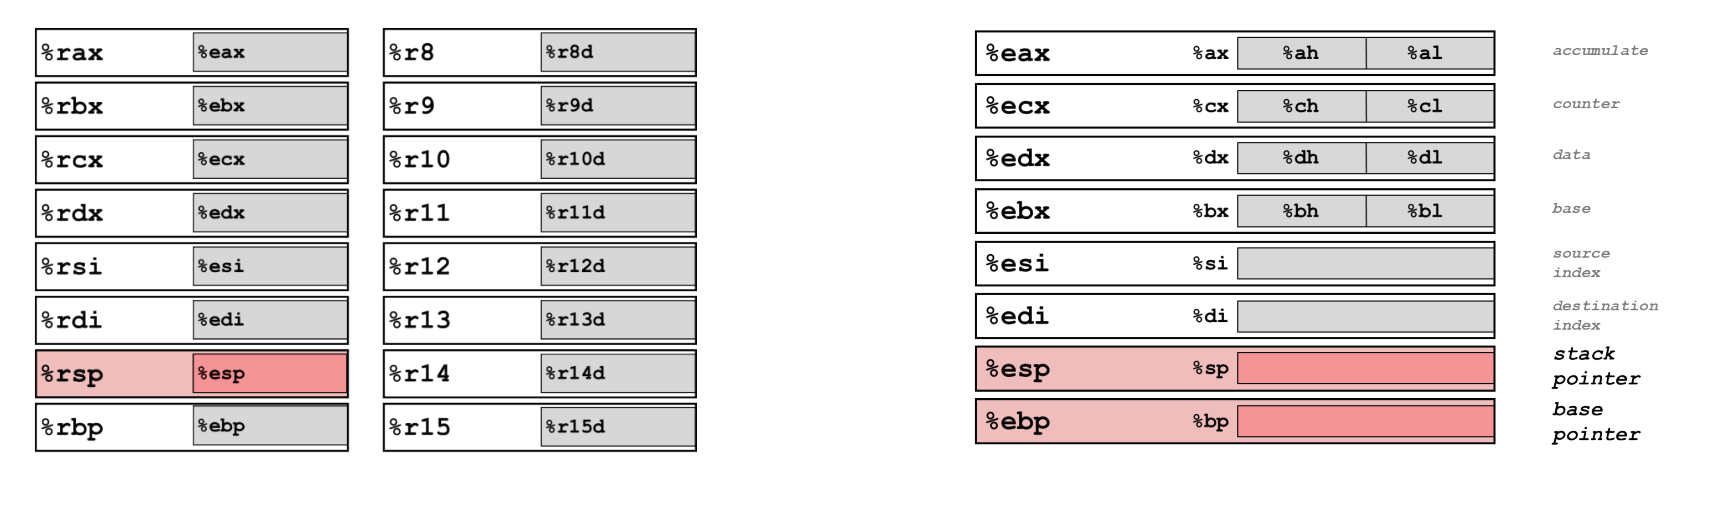 %rax %eax %r8 %r8d
%rbx %ebx %r9 %r9d
%rcx %ecx %r10 %r10d
%rdx %edx %r11 %r11d
%rsi %esi %r12 %r12d
%rdi %edi %r13 %r13d
%rsp %esp %r14 %r14d
%rbp %ebp %r15 %r15d
%eax %ax %ah %al accumulate
%ecx %cx %ch %cl counter
%edx %dx %dh %dl data
%ebx %bx %bh %bl base
%esi %si source
index
%edi %di destination
index
%esp %sp stack
pointer
%ebp %bp base
pointer